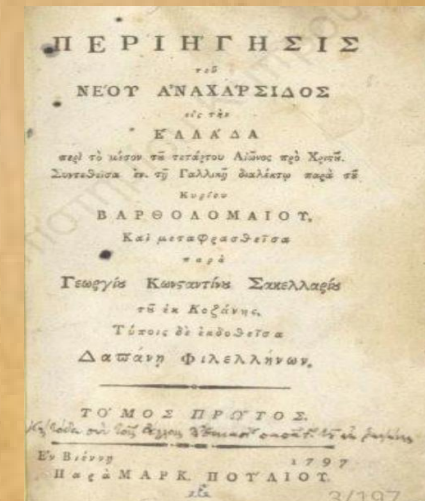 ΠΕΡΙΗΓΗΣΙΣ
τοῦ
ΝΕΟΥ ΑΝΑΧΑΡΣΙΔΟΣ
εἰς τὴν
ΕΛΛΑΔΑ
περὶ τὸ μέσον τοῦ τετάρτου Αἰῶνος πρὸ Χριστοῦ.
Συντεθεῖσα ἐν τῇ Γαλλικῇ διαλέκτῳ παρὰ τοῦ
Κυρίου
ΒΑΡΘΟΛΟΜΑΙΟΥ,
Καὶ μεταφρασθεῖσα
παρὰ
Γεωργίου Κωνσταντίνου Σακελλαρίου
τοῦ ἐκ Κοζάνης.
Τύποις δὲ ἐκδοθεῖσα
Δαπάνῃ Φιλελλήνων.
ΤΟΜΟΣ ΠΡΩΤΟΣ.
Ἐν Βιέννῃ 1797
Παρὰ ΜΑΡΚ. ΠΟΥΛΙΟΥ.
3/197